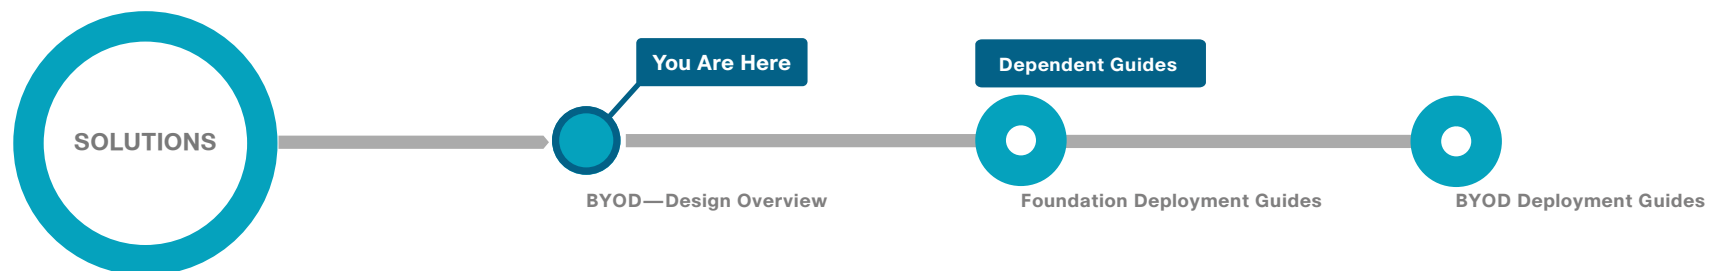 You Are Here
Dependent Guides
SOLUTIONS
BYOD—Design Overview
Foundation Deployment Guides
BYOD Deployment Guides